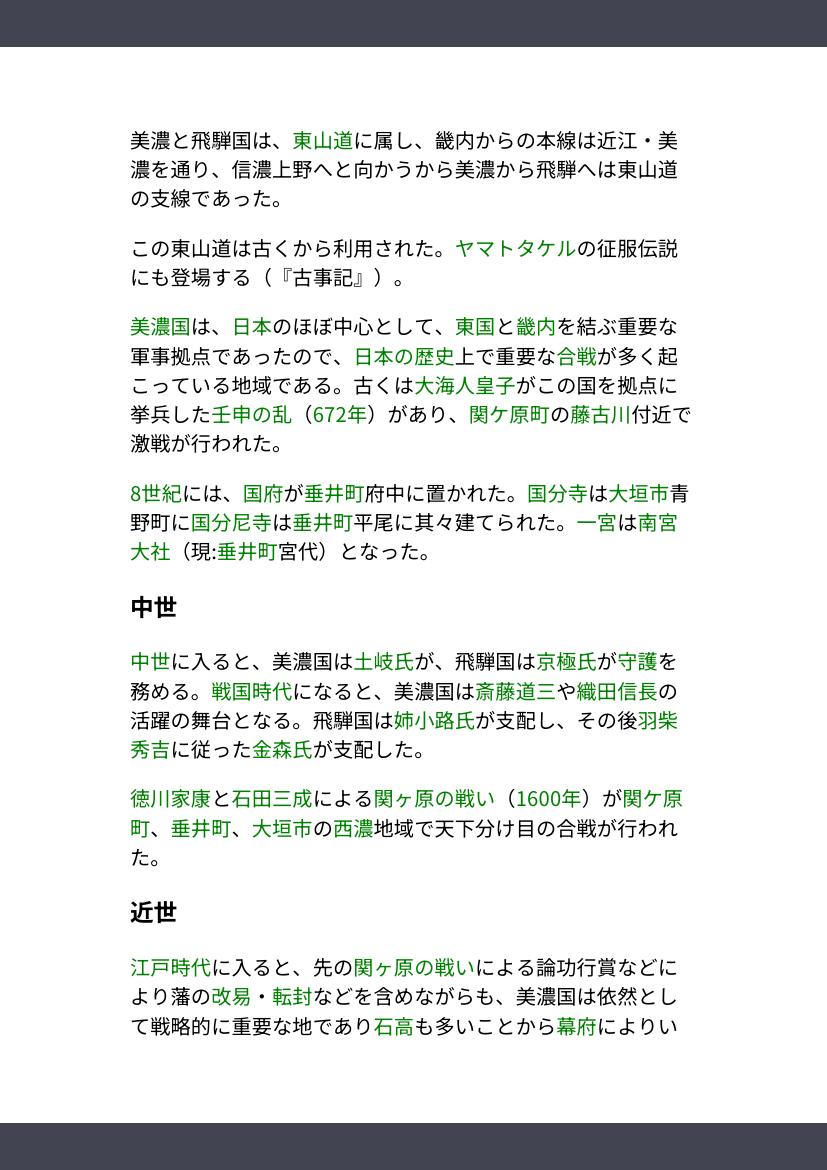 美濃と飛騨国は、東山道に属し、畿内からの本線は近江・美
濃を通り、信濃上野へと向かうから美濃から飛騨へは東山道
の支線であった。
この東山道は古くから利用された。ヤマトタケルの征服伝説
にも登場する（『古事記』）。
美濃国は、日本のほぼ中心として、東国と畿内を結ぶ重要な
軍事拠点であったので、日本の歴史上で重要な合戦が多く起
こっている地域である。古くは大海人皇子がこの国を拠点に
挙兵した壬申の乱（672年）があり、関ケ原町の藤古川付近で
激戦が行われた。
8世紀には、国府が垂井町府中に置かれた。国分寺は大垣市青
野町に国分尼寺は垂井町平尾に其々建てられた。一宮は南宮
大社（現:垂井町宮代）となった。
中世
中世に入ると、美濃国は土岐氏が、飛騨国は京極氏が守護を
務める。戦国時代になると、美濃国は斎藤道三や織田信長の
活躍の舞台となる。飛騨国は姉小路氏が支配し、その後羽柴
秀吉に従った金森氏が支配した。
徳川家康と石田三成による関ヶ原の戦い（1600年）が関ケ原
町、垂井町、大垣市の西濃地域で天下分け目の合戦が行われ
た。
近世
江戸時代に入ると、先の関ヶ原の戦いによる論功行賞などに
より藩の改易・転封などを含めながらも、美濃国は依然とし
て戦略的に重要な地であり石高も多いことから幕府によりい